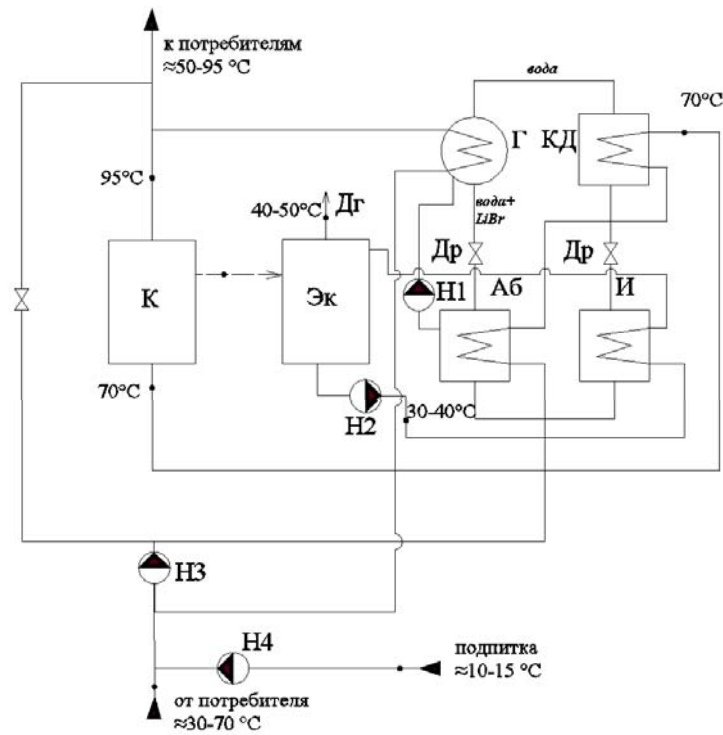 к потребителям
≈50-95 °C
вода
70°C
Г
КД
95°C
40-50°C
Дг
вода+
LiBr
Др
Др
К
Эк
Н1
Аб
И
70°C
Н2
30-40°C
Н3
Н4
подпитка
≈10-15 °C
от потребителя
≈30-70 °C